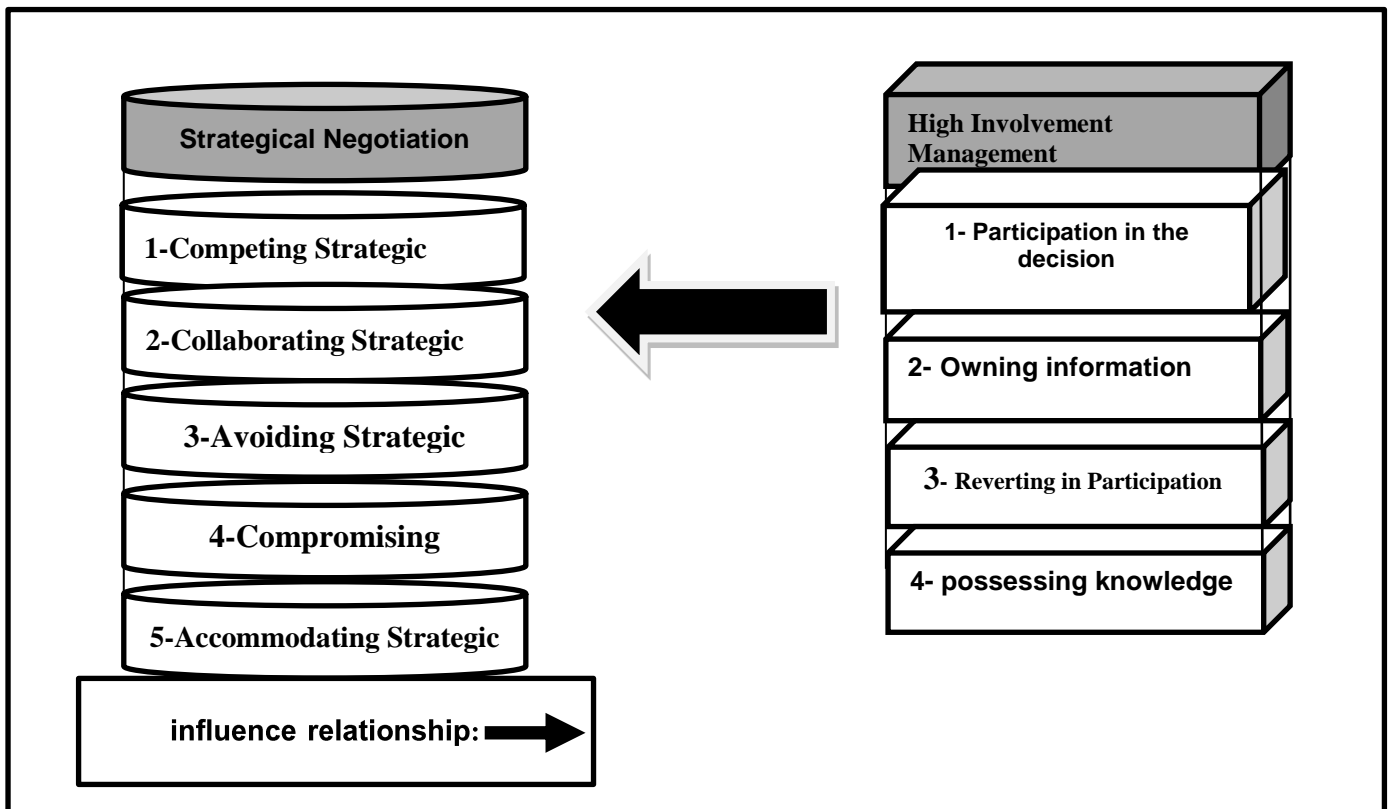 Strategical Negotiation
1-Competing Strategic
2-Collaborating Strategic
3-Avoiding Strategic
4-Compromising
5-Accommodating Strategic
influence relationship:
High Involvement
Management
1- Participation in the
decision
2- Owning information
3- Reverting in Participation
4- possessing knowledge